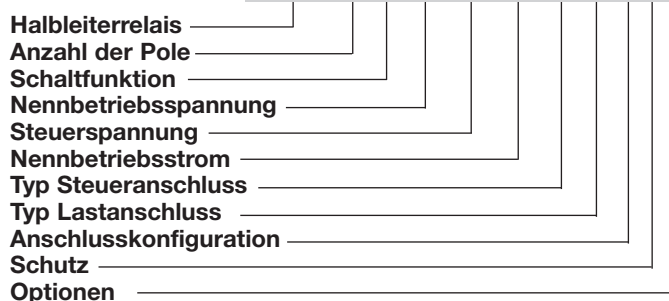 Halbleiterrelais
Anzahl der Pole
Schaltfunktion
Nennbetriebsspannung
Steuerspannung
Nennbetriebsstrom
Typ Steueranschluss
Typ Lastanschluss
Anschlusskonfiguration
Schutz
Optionen